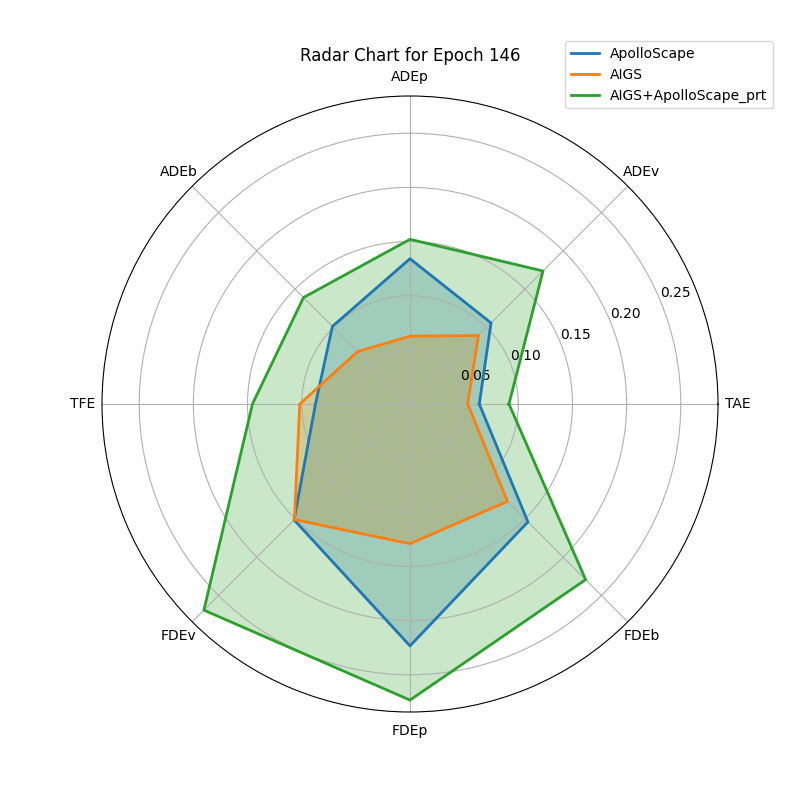 Radar Chart for Epoch 146
ApolloScape
AIGS
AIGS+ApolloScape_prt
ADEp
ADEb
ADEv
0.25
0.20
0.15
0.10
0.05
TFE
TAE
FDEv
FDEb
FDEp